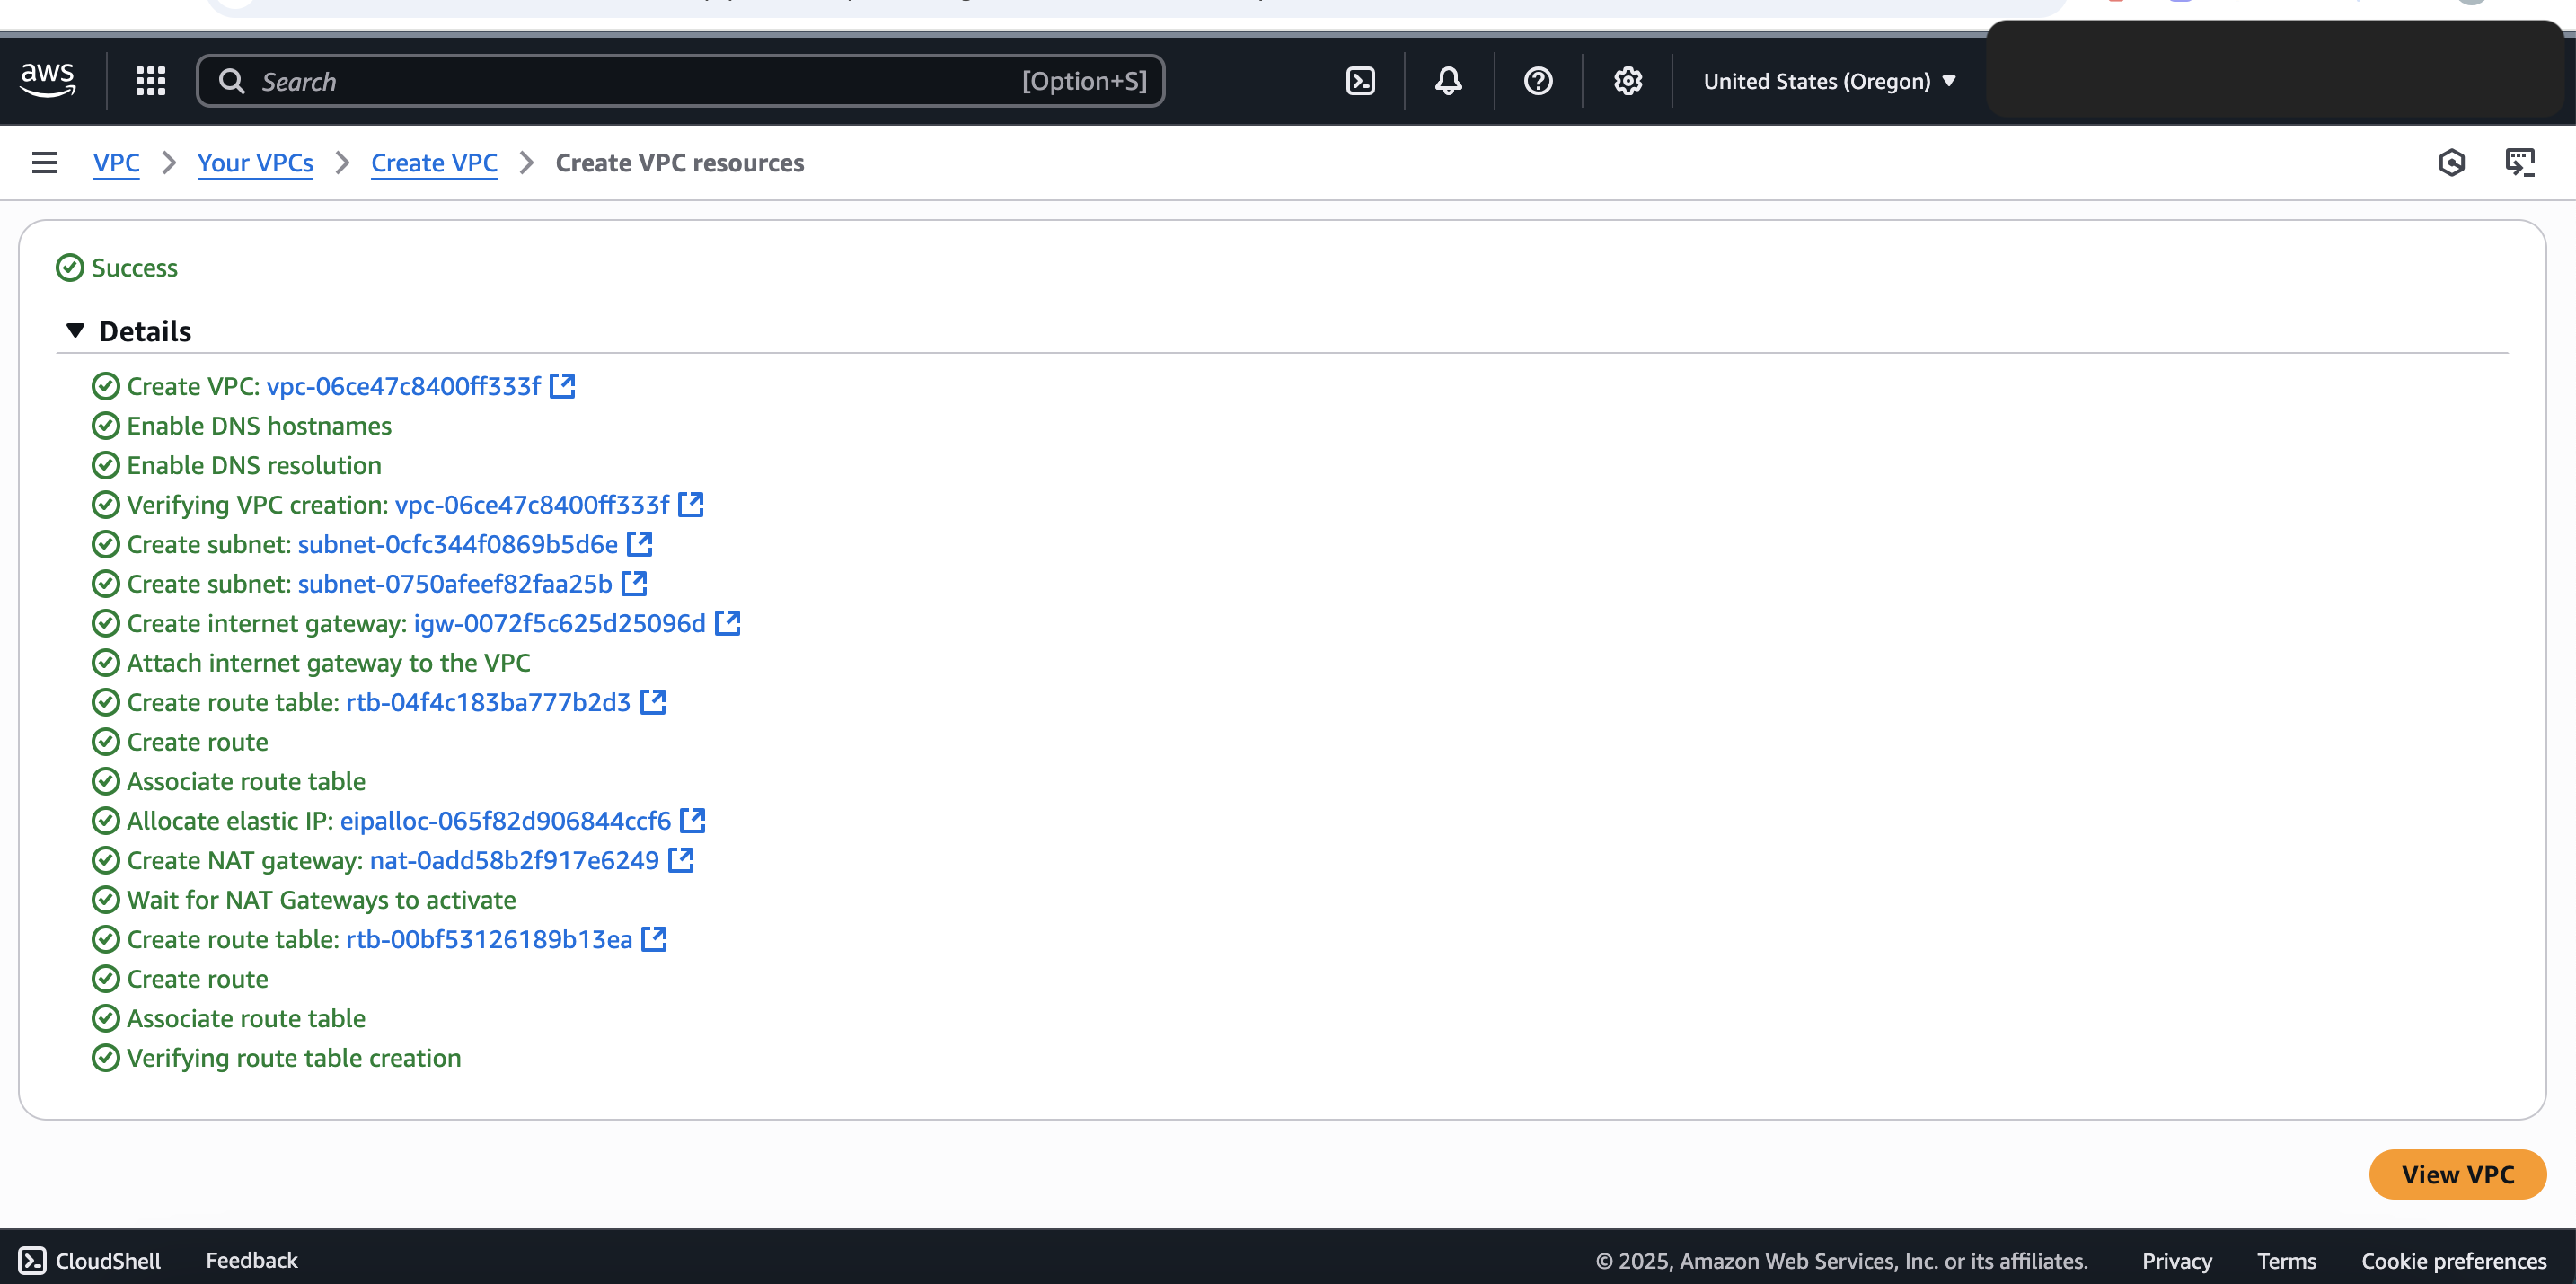 aws
Search [Option+S] United States (Oregon)
VPC > Your VPCs > Create VPC > Create VPC resources
Success
Details
Create VPC: vpc-06ce47c8400ff333f
Enable DNS hostnames
Enable DNS resolution
Verifying VPC creation: vpc-06ce47c8400ff333f
Create subnet: subnet-0cfc344f0869b5d6e
Create subnet: subnet-0750afeef82faa25b
Create internet gateway: igw-0072f5c625d25096d
Attach internet gateway to the VPC
Create route table: rtb-04f4c183ba777b2d3
Create route
Associate route table
Allocate elastic IP: eipalloc-065f82d906844ccf6
Create NAT gateway: nat-0add58b2f917e6249
Wait for NAT Gateways to activate
Create route table: rtb-00bf53126189b13ea
Create route
Associate route table
Verifying route table creation
View VPC
CloudShell Feedback © 2025, Amazon Web Services, Inc. or its affiliates. Privacy Terms Cookie preferences